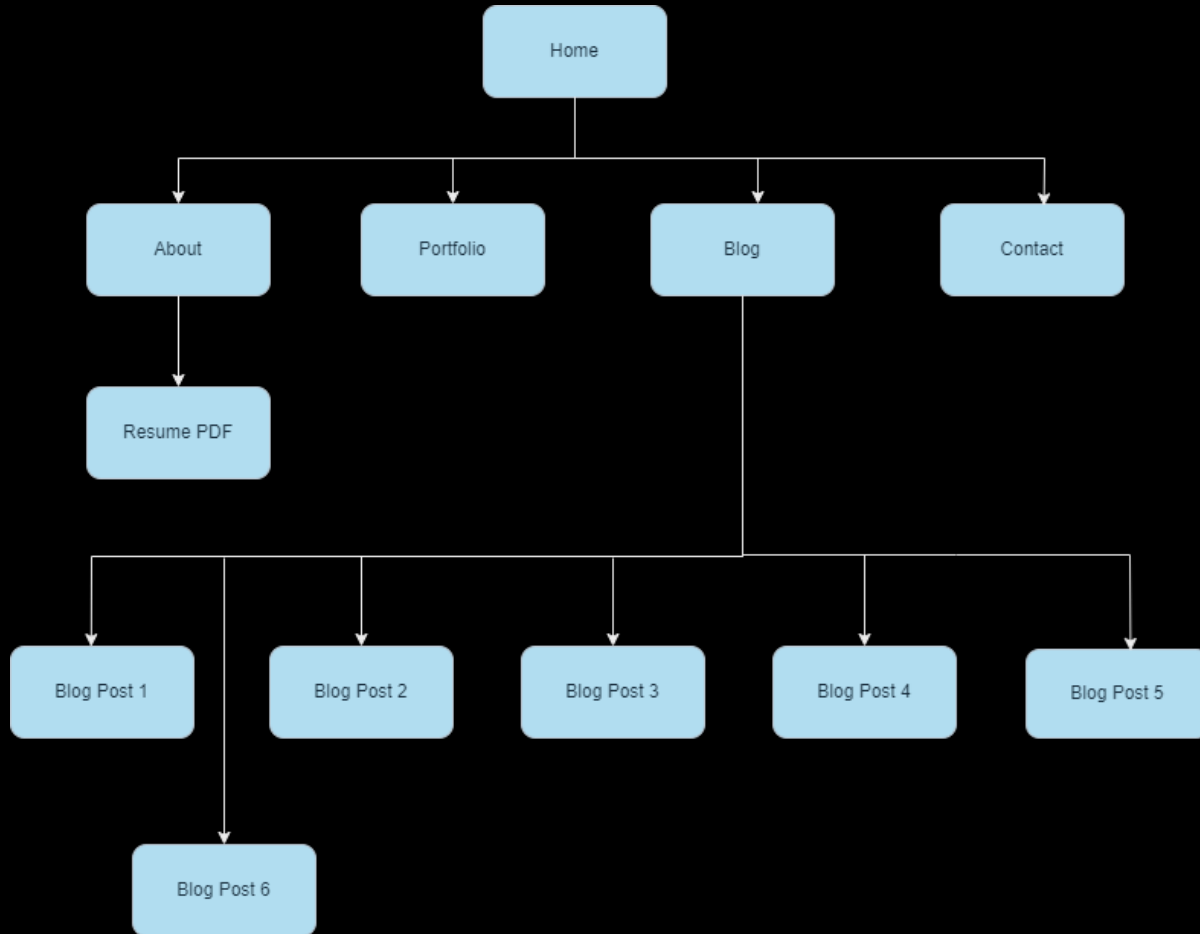 Home
About
Portfolio
Blog
Contact
Resume PDF
Blog Post 1
Blog Post 2
Blog Post 3
Blog Post 4
Blog Post 5
Blog Post 6